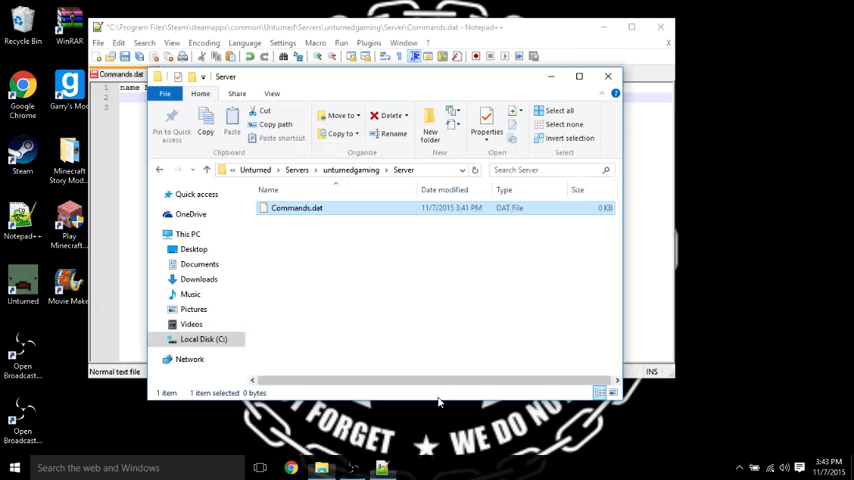 *C:\Program Files\Steam\steamapps\common\Unturned\Servers\unturnedgaming\Server\Commands.dat - Notepad++
File Edit Search View Encoding Language Settings Macro Run Plugins Window ? X
Commands.dat
1 name
2
3
Server
File Home Share View
Pin to Quick access
Copy
Paste
Cut
Copy path
Paste shortcut
Move to
Copy to
Delete
Rename
Organize
New folder
New
Properties
Open
Select all
Select none
Invert selection
Select
« Unturned > Servers > unturnedgaming > Server
Search Server
Name Date modified Type Size
Commands.dat 11/7/2015 3:41 PM DAT File 0 KB
Quick access
OneDrive
This PC
Desktop
Documents
Downloads
Music
Pictures
Videos
Local Disk (C:)
Network
1 item 1 item selected 0 bytes
Normal text file
INS
Recycle Bin
WinRAR
Google Chrome
Garry's Mod
Steam
Minecraft Story Mod...
Notepad++
Play Minecraft...
Unturned
Movie Make
Open Broadcast...
Open Broadcast...
FORGET
WE DO NO
Search the web and Windows
3:43 PM
11/7/2015